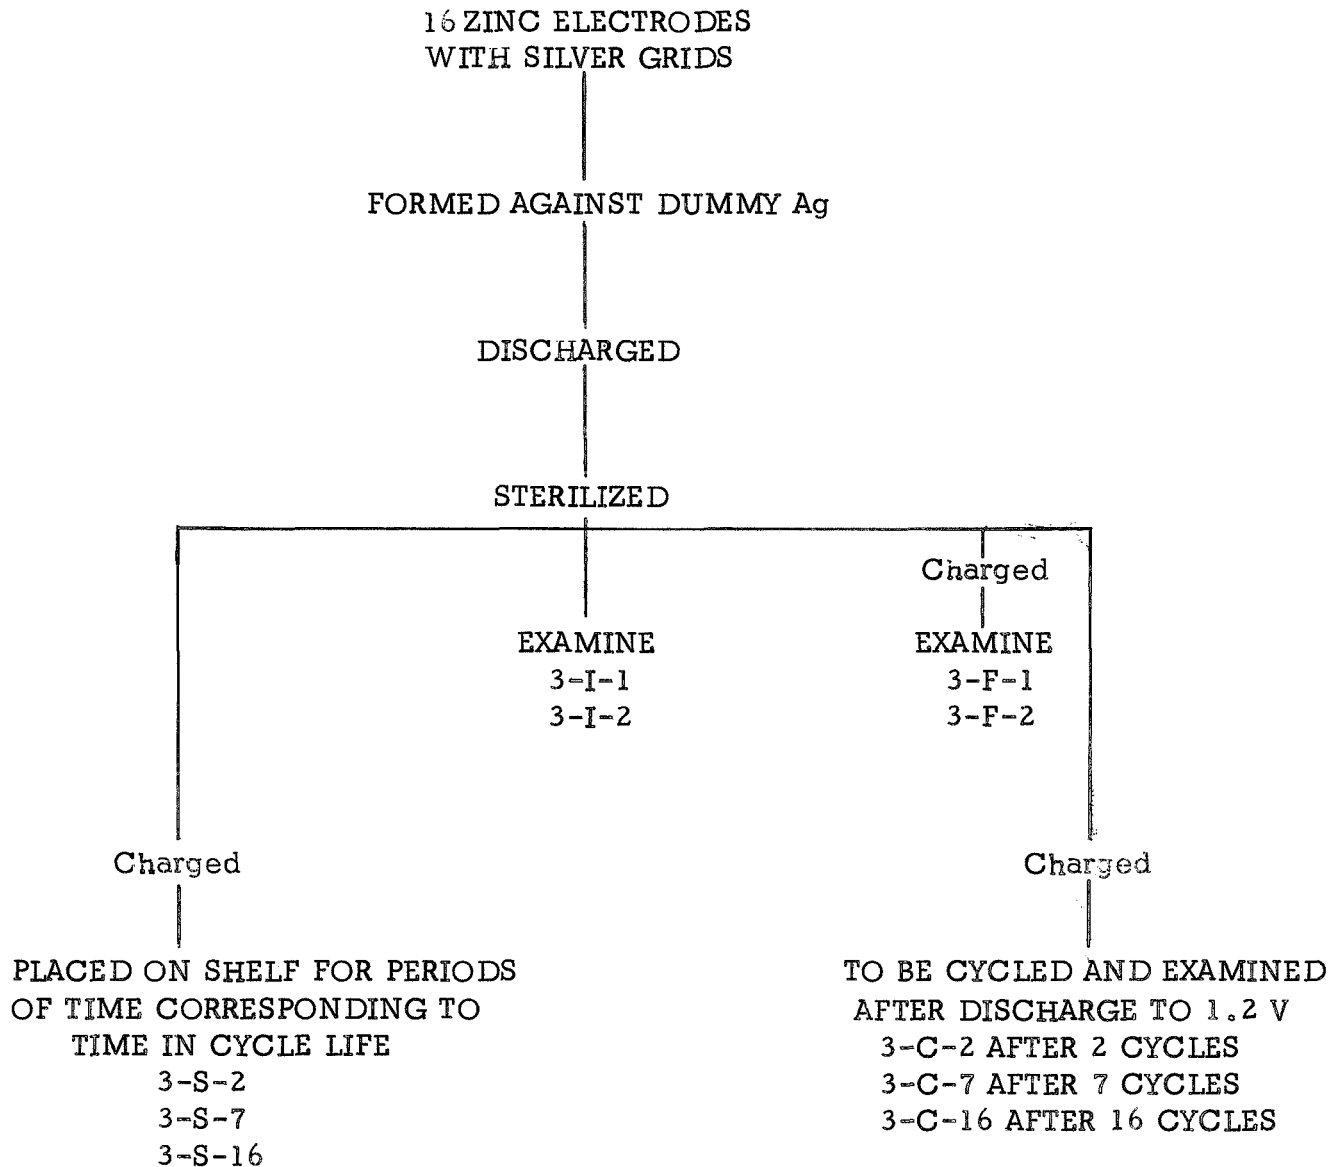 16 ZINC ELECTRODES
WITH SILVER GRIDS
FORMED AGAINST DUMMY Ag
DISCHARGED
STERILIZED
Charged
EXAMINE
3-I-1
3-I-2
EXAMINE
3-F-1
3-F-2
Charged
Charged
PLACED ON SHELF FOR PERIODS
OF TIME CORRESPONDING TO
TIME IN CYCLE LIFE
3-S-2
3-S-7
3-S-16
TO BE CYCLED AND EXAMINED
AFTER DISCHARGE TO 1.2 V
3-C-2 AFTER 2 CYCLES
3-C-7 AFTER 7 CYCLES
3-C-16 AFTER 16 CYCLES